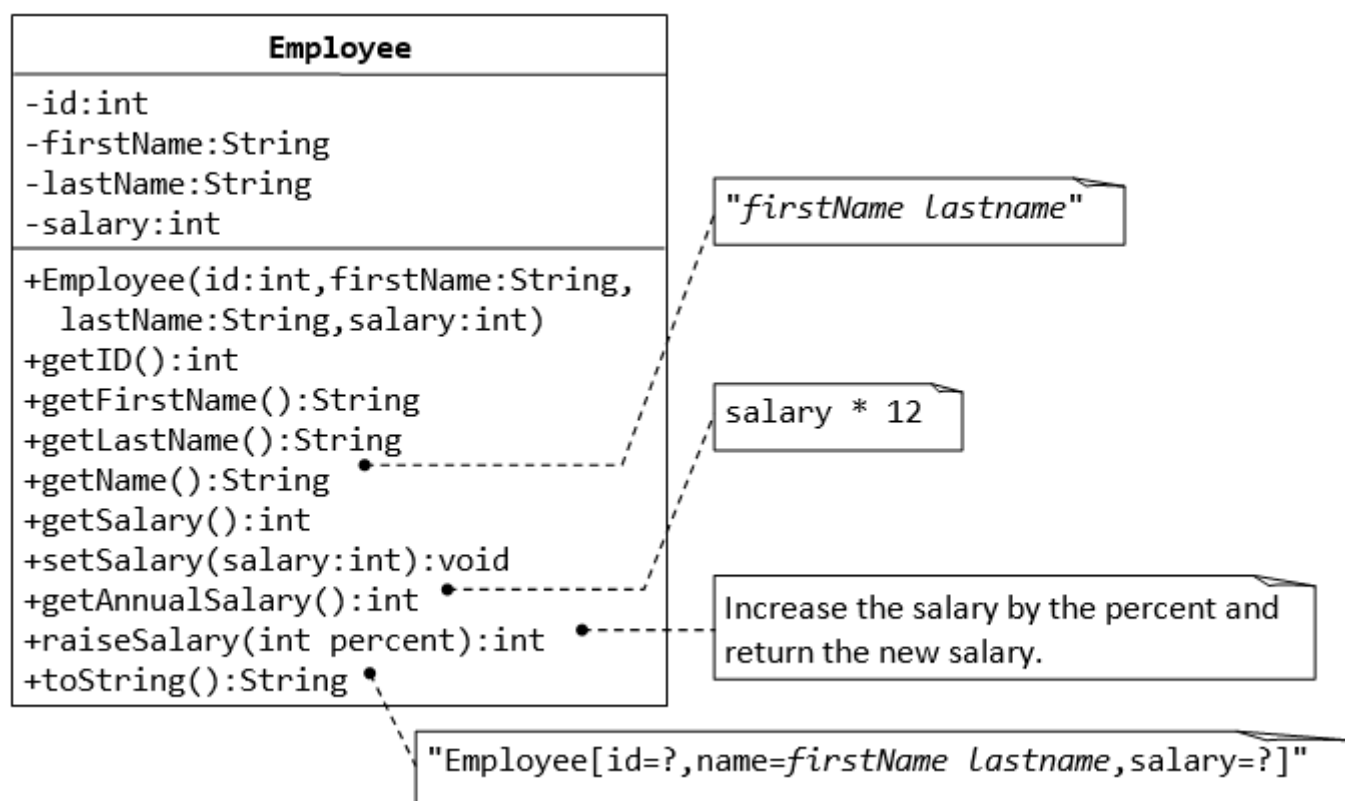 Employee
-id:int
-firstName:String
-lastName:String
-salary:int
+Employee(id:int,firstName:String,
lastName:String,salary:int)
+getID():int
+getFirstName():String
+getLastName():String
+getName():String
+getSalary():int
+setSalary(salary:int):void
+getAnnualSalary():int
+raiseSalary(int percent):int
+toString():String
"firstName lastname"
salary * 12
Increase the salary by the percent and
return the new salary.
"Employee[id=?,name=firstName lastname,salary=?]"